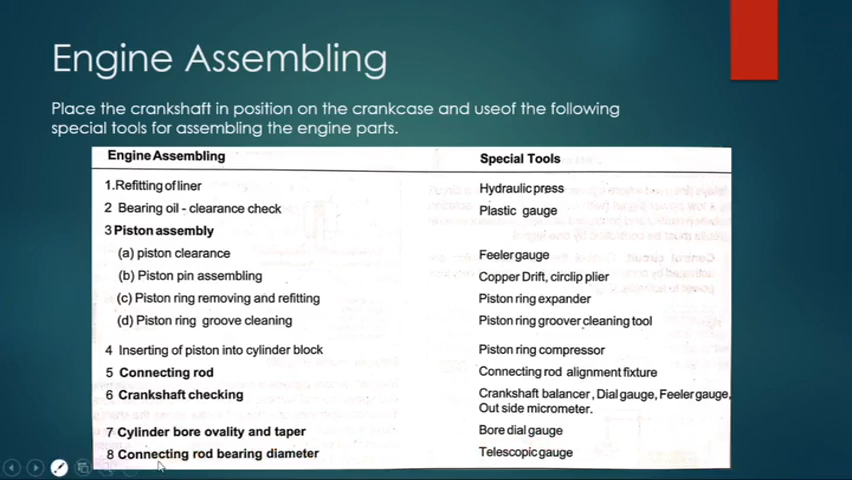 Engine Assembling
Place the crankshaft in position on the crankcase and useof the following
special tools for assembling the engine parts.
Engine Assembling Special Tools
1.Refitting of liner Hydraulic press
2 Bearing oil - clearance check Plastic gauge
3 Piston assembly
(a) piston clearance Feeler gauge
(b) Piston pin assembling Copper Drift, circlip plier
(c) Piston ring removing and refitting Piston ring expander
(d) Piston ring groove cleaning Piston ring groover cleaning tool
4 Inserting of piston into cylinder block Piston ring compressor
5 Connecting rod Connecting rod alignment fixture
6 Crankshaft checking Crankshaft balancer, Dial gauge, Feeler gauge,
Out side micrometer.
7 Cylinder bore ovality and taper Bore dial gauge
8 Connecting rod bearing diameter Telescopic gauge